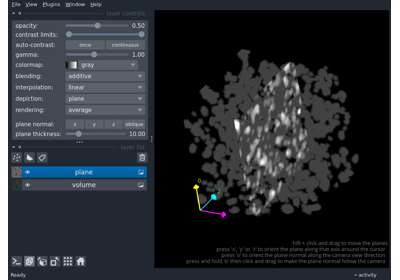 File View Plugins Window Help
layer controls
opacity: 0.50
contrast limits:
auto-contrast: once continuous
gamma: 1.00
colormap: gray
blending: additive
interpolation: linear
depiction: plane
rendering: average
plane normal: x y z oblique
plane thickness: 10.00
layer list
plane
volume
0
shift + click and drag to move the planes
press 'x', 'y' or 'z' to orient the plane along that axis around the cursor
press 'o' to orient the plane normal along the camera view direction
press and hold 'o' then click and drag to make the plane normal follow the camera
Ready
activity